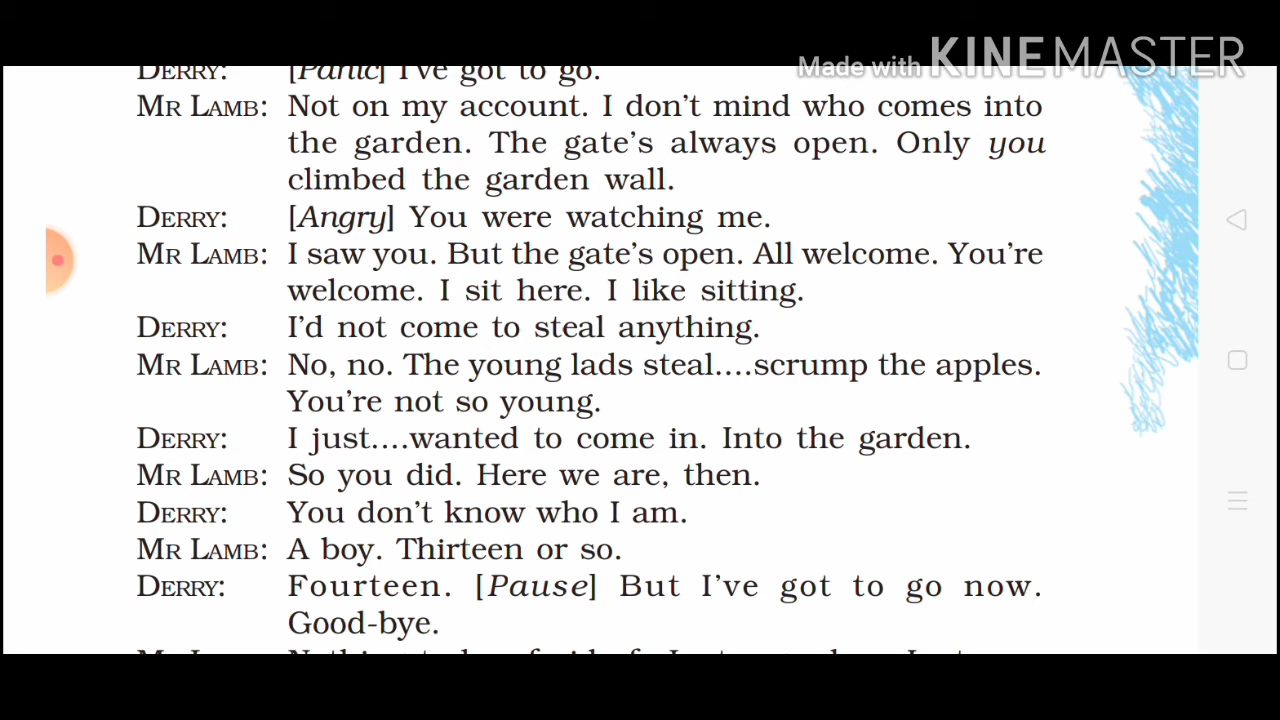 Made with KINEMASTER
DERRY: [Panic] I've got to go.
MR LAMB: Not on my account. I don't mind who comes into
the garden. The gate's always open. Only you
climbed the garden wall.
DERRY: [Angry] You were watching me.
MR LAMB: I saw you. But the gate's open. All welcome. You're
welcome. I sit here. I like sitting.
DERRY: I'd not come to steal anything.
MR LAMB: No, no. The young lads steal....scrump the apples.
You're not so young.
DERRY: I just....wanted to come in. Into the garden.
MR LAMB: So you did. Here we are, then.
DERRY: You don't know who I am.
MR LAMB: A boy. Thirteen or so.
DERRY: Fourteen. [Pause] But I've got to go now.
Good-bye.